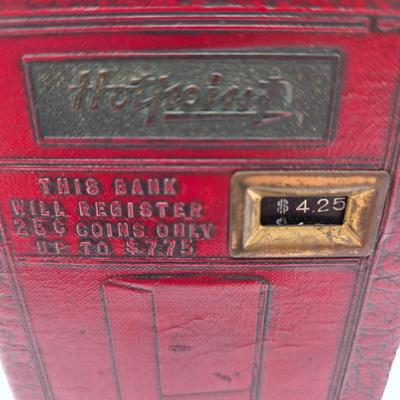 Hotpoint
THIS BANK
WILL REGISTER
25¢ COINS ONLY
UP TO $7.75
$ 4.25